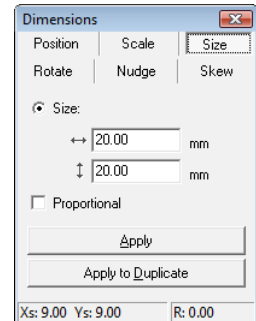 Dimensions
Position Scale Size
Rotate Nudge Skew
Size:
20.00 mm
20.00 mm
Proportional
Apply
Apply to Duplicate
Xs: 9.00 Ys: 9.00 R: 0.00